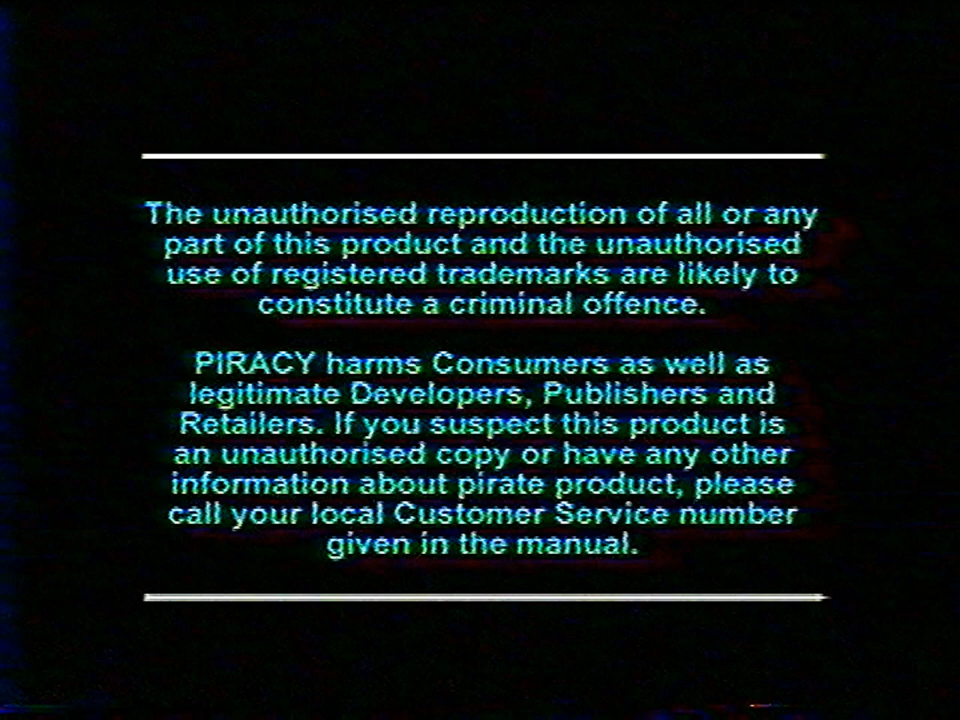 The unauthorised reproduction of all or any
part of this product and the unauthorised
use of registered trademarks are likely to
constitute a criminal offence.
PIRACY harms Consumers as well as
legitimate Developers, Publishers and
Retailers. If you suspect this product is
an unauthorised copy or have any other
information about pirate product, please
call your local Customer Service number
given in the manual.